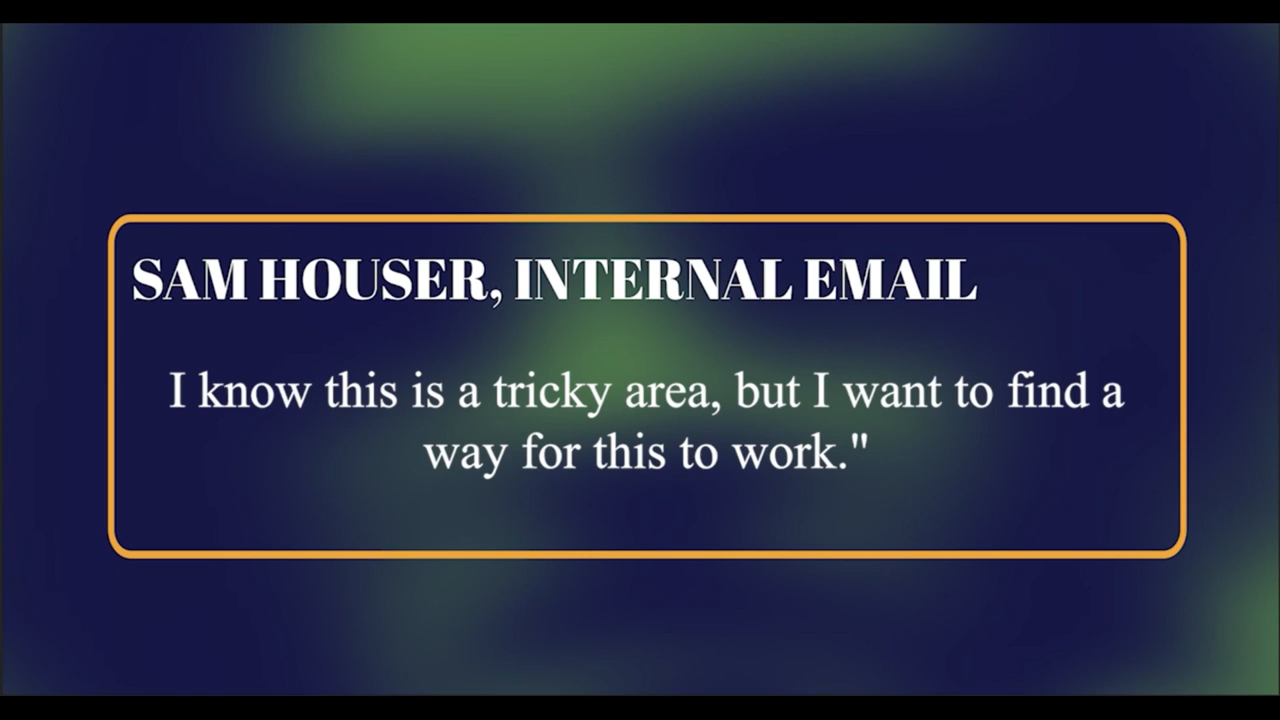 SAM HOUSER, INTERNAL EMAIL
I know this is a tricky area, but I want to find a
way for this to work."